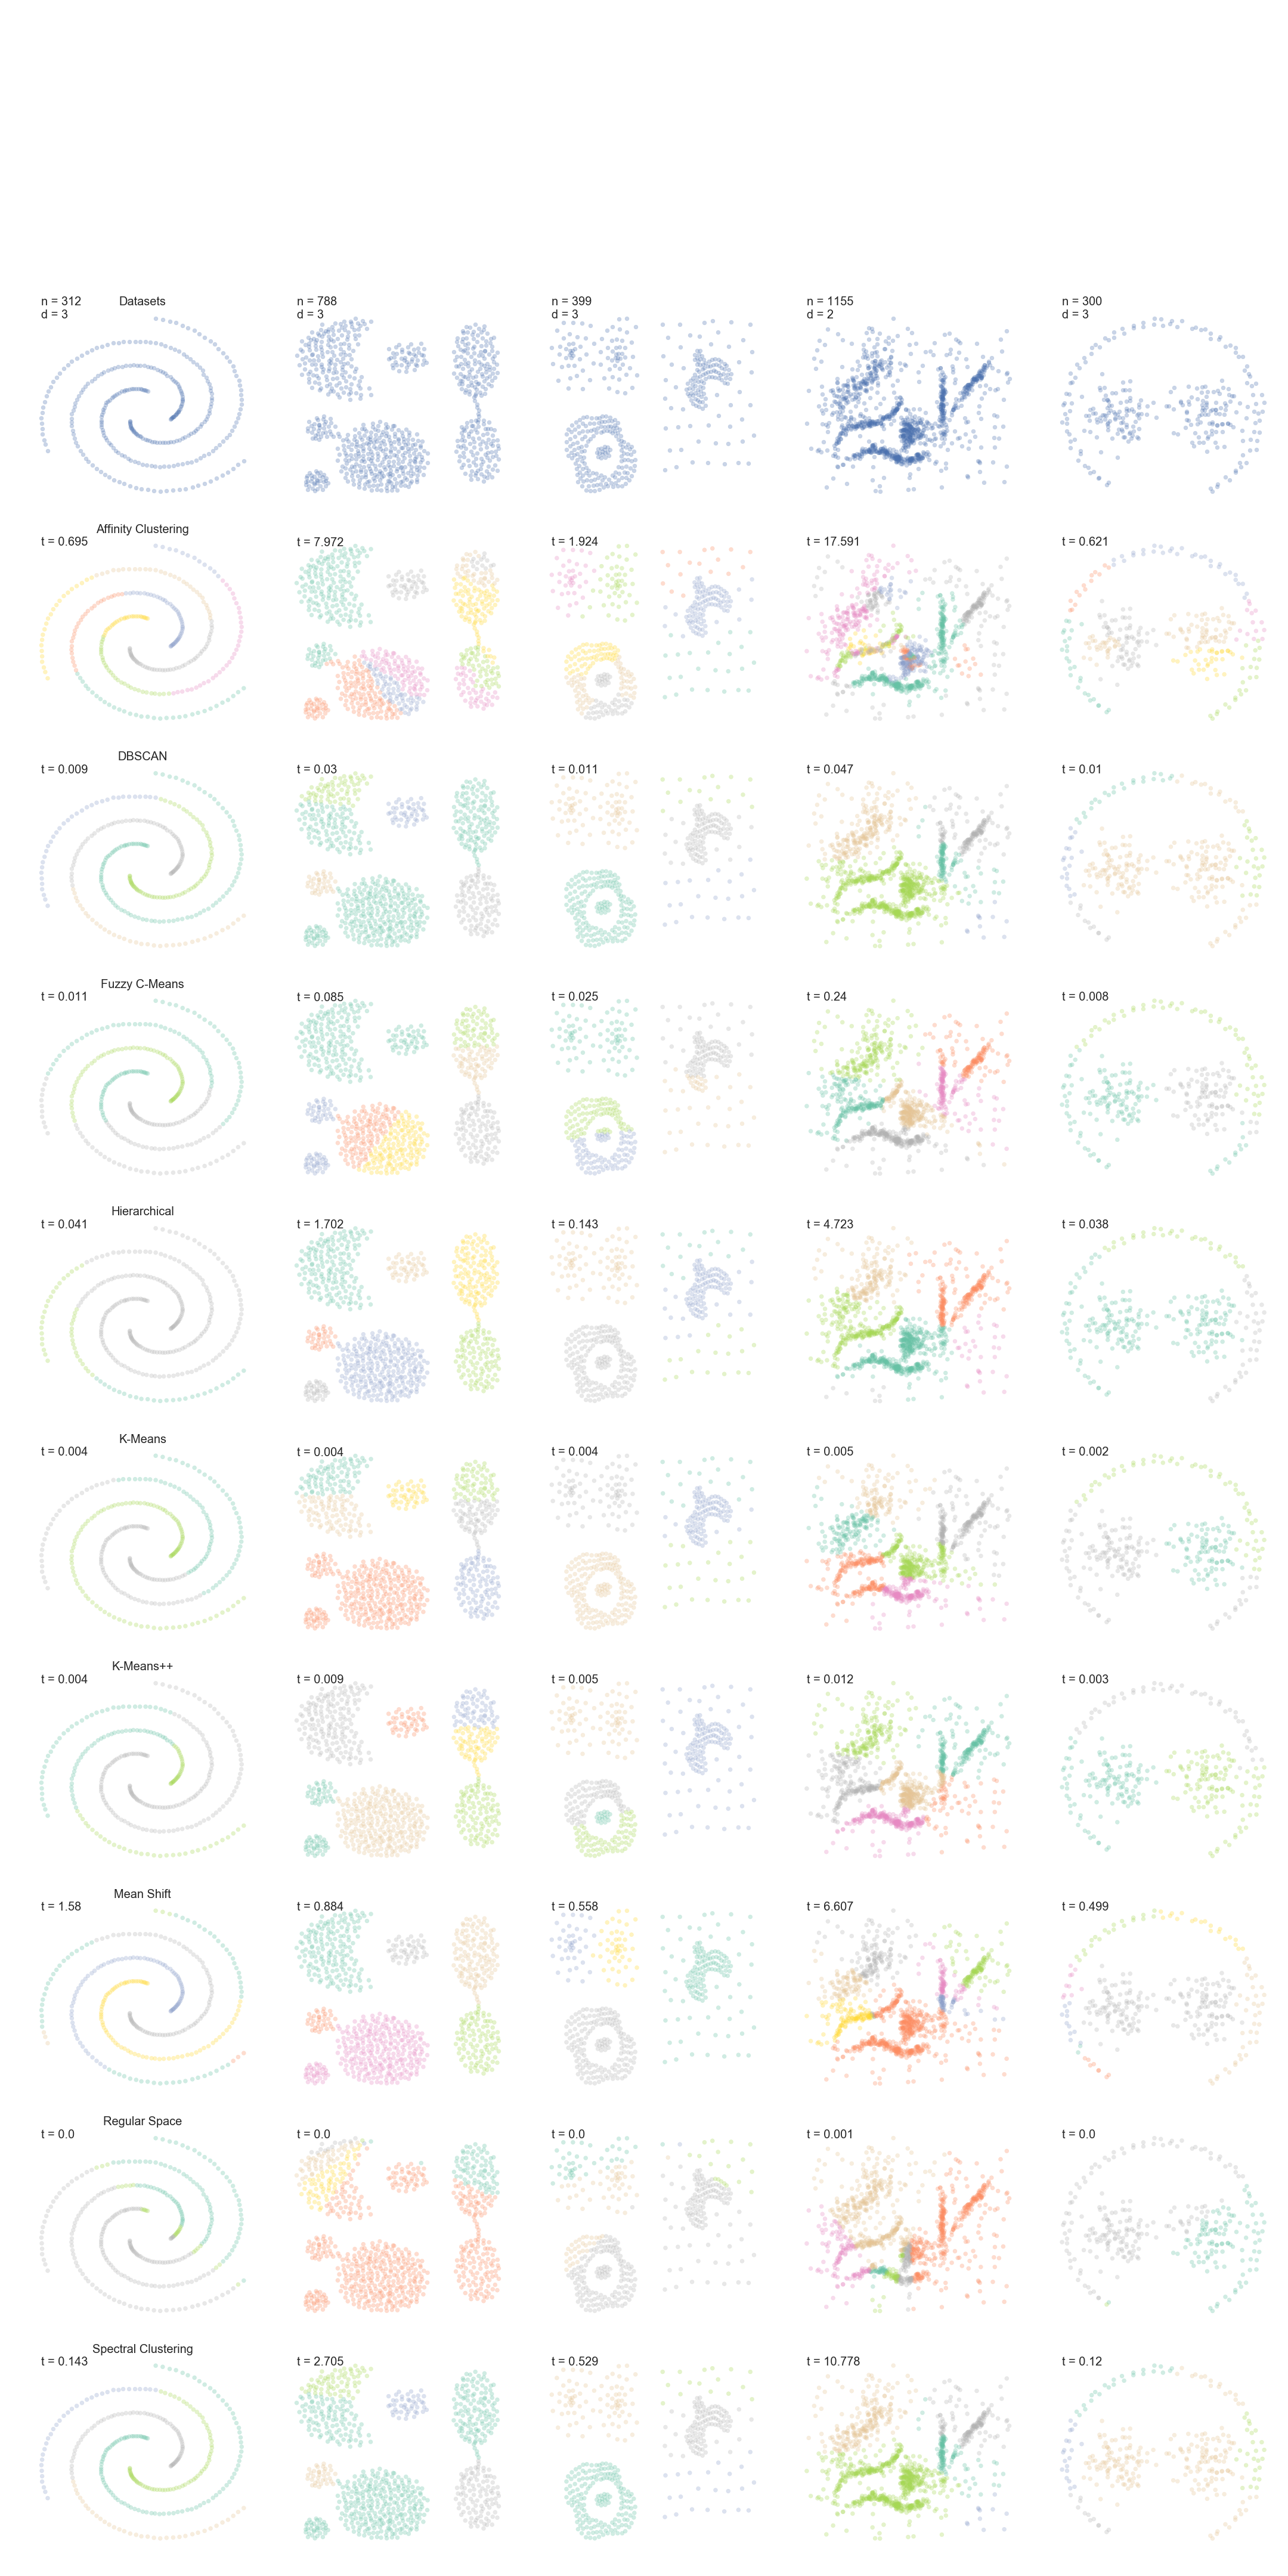 n = 312
d = 3
Datasets
n = 788
d = 3
n = 399
d = 3
n = 1155
d = 2
n = 300
d = 3
Affinity Clustering
t = 0.695
t = 7.972
t = 1.924
t = 17.591
t = 0.621
DBSCAN
t = 0.009
t = 0.03
t = 0.011
t = 0.047
t = 0.01
Fuzzy C-Means
t = 0.011
t = 0.085
t = 0.025
t = 0.24
t = 0.008
Hierarchical
t = 0.041
t = 1.702
t = 0.143
t = 4.723
t = 0.038
K-Means
t = 0.004
t = 0.004
t = 0.004
t = 0.005
t = 0.002
K-Means++
t = 0.004
t = 0.009
t = 0.005
t = 0.012
t = 0.003
Mean Shift
t = 1.58
t = 0.884
t = 0.558
t = 6.607
t = 0.499
Regular Space
t = 0.0
t = 0.0
t = 0.0
t = 0.001
t = 0.0
Spectral Clustering
t = 0.143
t = 2.705
t = 0.529
t = 10.778
t = 0.12